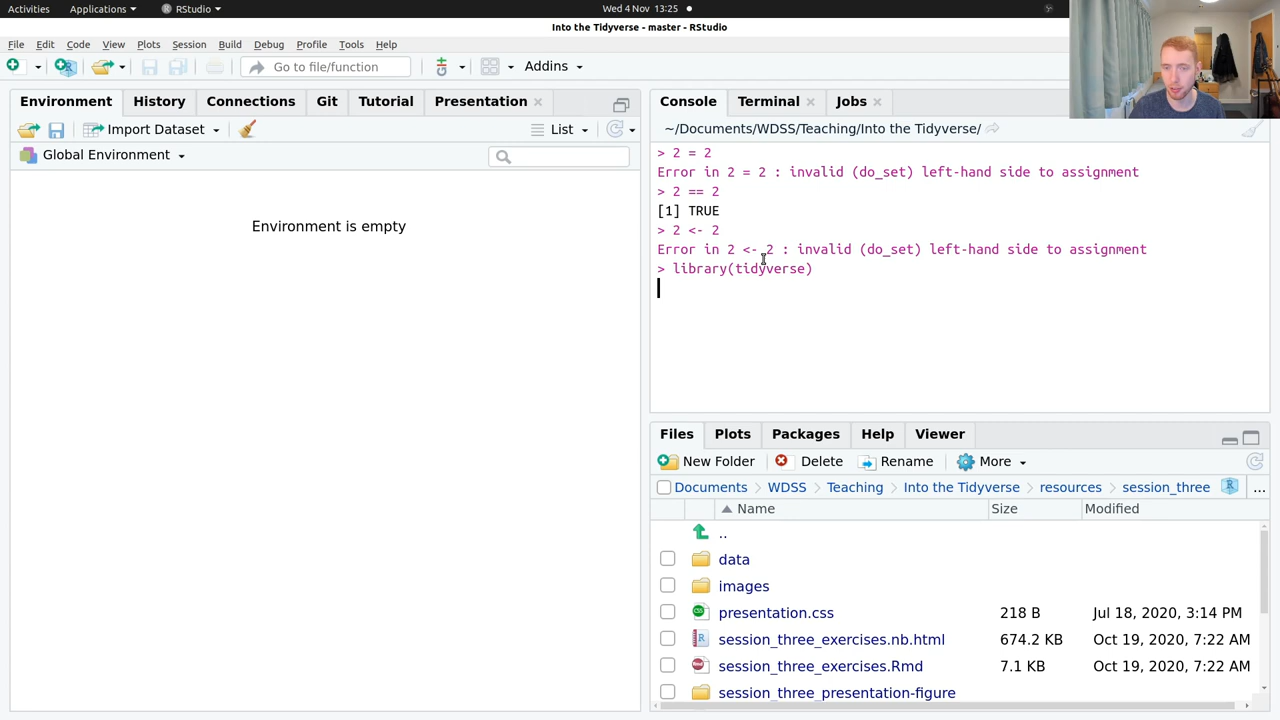 Activities Applications RStudio Wed 4 Nov 13:25
Into the Tidyverse - master - RStudio
File Edit Code View Plots Session Build Debug Profile Tools Help
Go to file/function Addins
Environment History Connections Git Tutorial Presentation
Import Dataset List
Global Environment
Environment is empty
Console Terminal Jobs
~/Documents/WDSS/Teaching/Into the Tidyverse/
> 2 = 2
Error in 2 = 2 : invalid (do_set) left-hand side to assignment
> 2 == 2
[1] TRUE
> 2 <- 2
Error in 2 <- 2 : invalid (do_set) left-hand side to assignment
> library(tidyverse)
Files Plots Packages Help Viewer
New Folder Delete Rename More
Documents WDSS Teaching Into the Tidyverse resources session_three ...
Name Size Modified
..
data
images
presentation.css 218 B Jul 18, 2020, 3:14 PM
session_three_exercises.nb.html 674.2 KB Oct 19, 2020, 7:22 AM
session_three_exercises.Rmd 7.1 KB Oct 19, 2020, 7:22 AM
session_three_presentation-figure